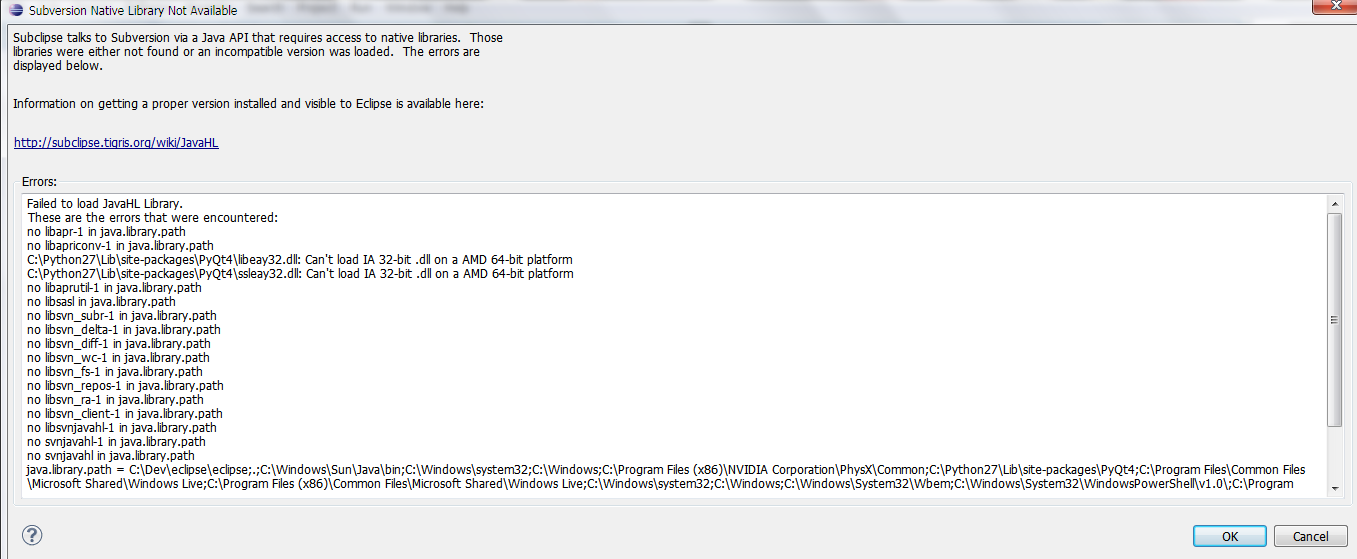 Subversion Native Library Not Available
Search Project Run Window Help
Subclipse talks to Subversion via a Java API that requires access to native libraries. Those
libraries were either not found or an incompatible version was loaded. The errors are
displayed below.
Information on getting a proper version installed and visible to Eclipse is available here:
http://subclipse.tigris.org/wiki/JavaHL
Errors:
Failed to load JavaHL Library.
These are the errors that were encountered:
no libapr-1 in java.library.path
no libapriconv-1 in java.library.path
C:\Python27\Lib\site-packages\PyQt4\libeay32.dll: Can't load IA 32-bit .dll on a AMD 64-bit platform
C:\Python27\Lib\site-packages\PyQt4\ssleay32.dll: Can't load IA 32-bit .dll on a AMD 64-bit platform
no libaprutil-1 in java.library.path
no libsasl in java.library.path
no libsvn_subr-1 in java.library.path
no libsvn_delta-1 in java.library.path
no libsvn_diff-1 in java.library.path
no libsvn_wc-1 in java.library.path
no libsvn_fs-1 in java.library.path
no libsvn_repos-1 in java.library.path
no libsvn_ra-1 in java.library.path
no libsvn_client-1 in java.library.path
no libsvnjavahl-1 in java.library.path
no svnjavahl-1 in java.library.path
no svnjavahl in java.library.path
java.library.path = C:\Dev\eclipse\eclipse;.;C:\Windows\Sun\Java\bin;C:\Windows\system32;C:\Windows;C:\Program Files (x86)\NVIDIA Corporation\PhysX\Common;C:\Python27\Lib\site-packages\PyQt4;C:\Program Files\Common Files
\Microsoft Shared\Windows Live;C:\Program Files (x86)\Common Files\Microsoft Shared\Windows Live;C:\Windows\system32;C:\Windows;C:\Windows\System32\Wbem;C:\Windows\System32\WindowsPowerShell\v1.0\;C:\Program
?
OK Cancel